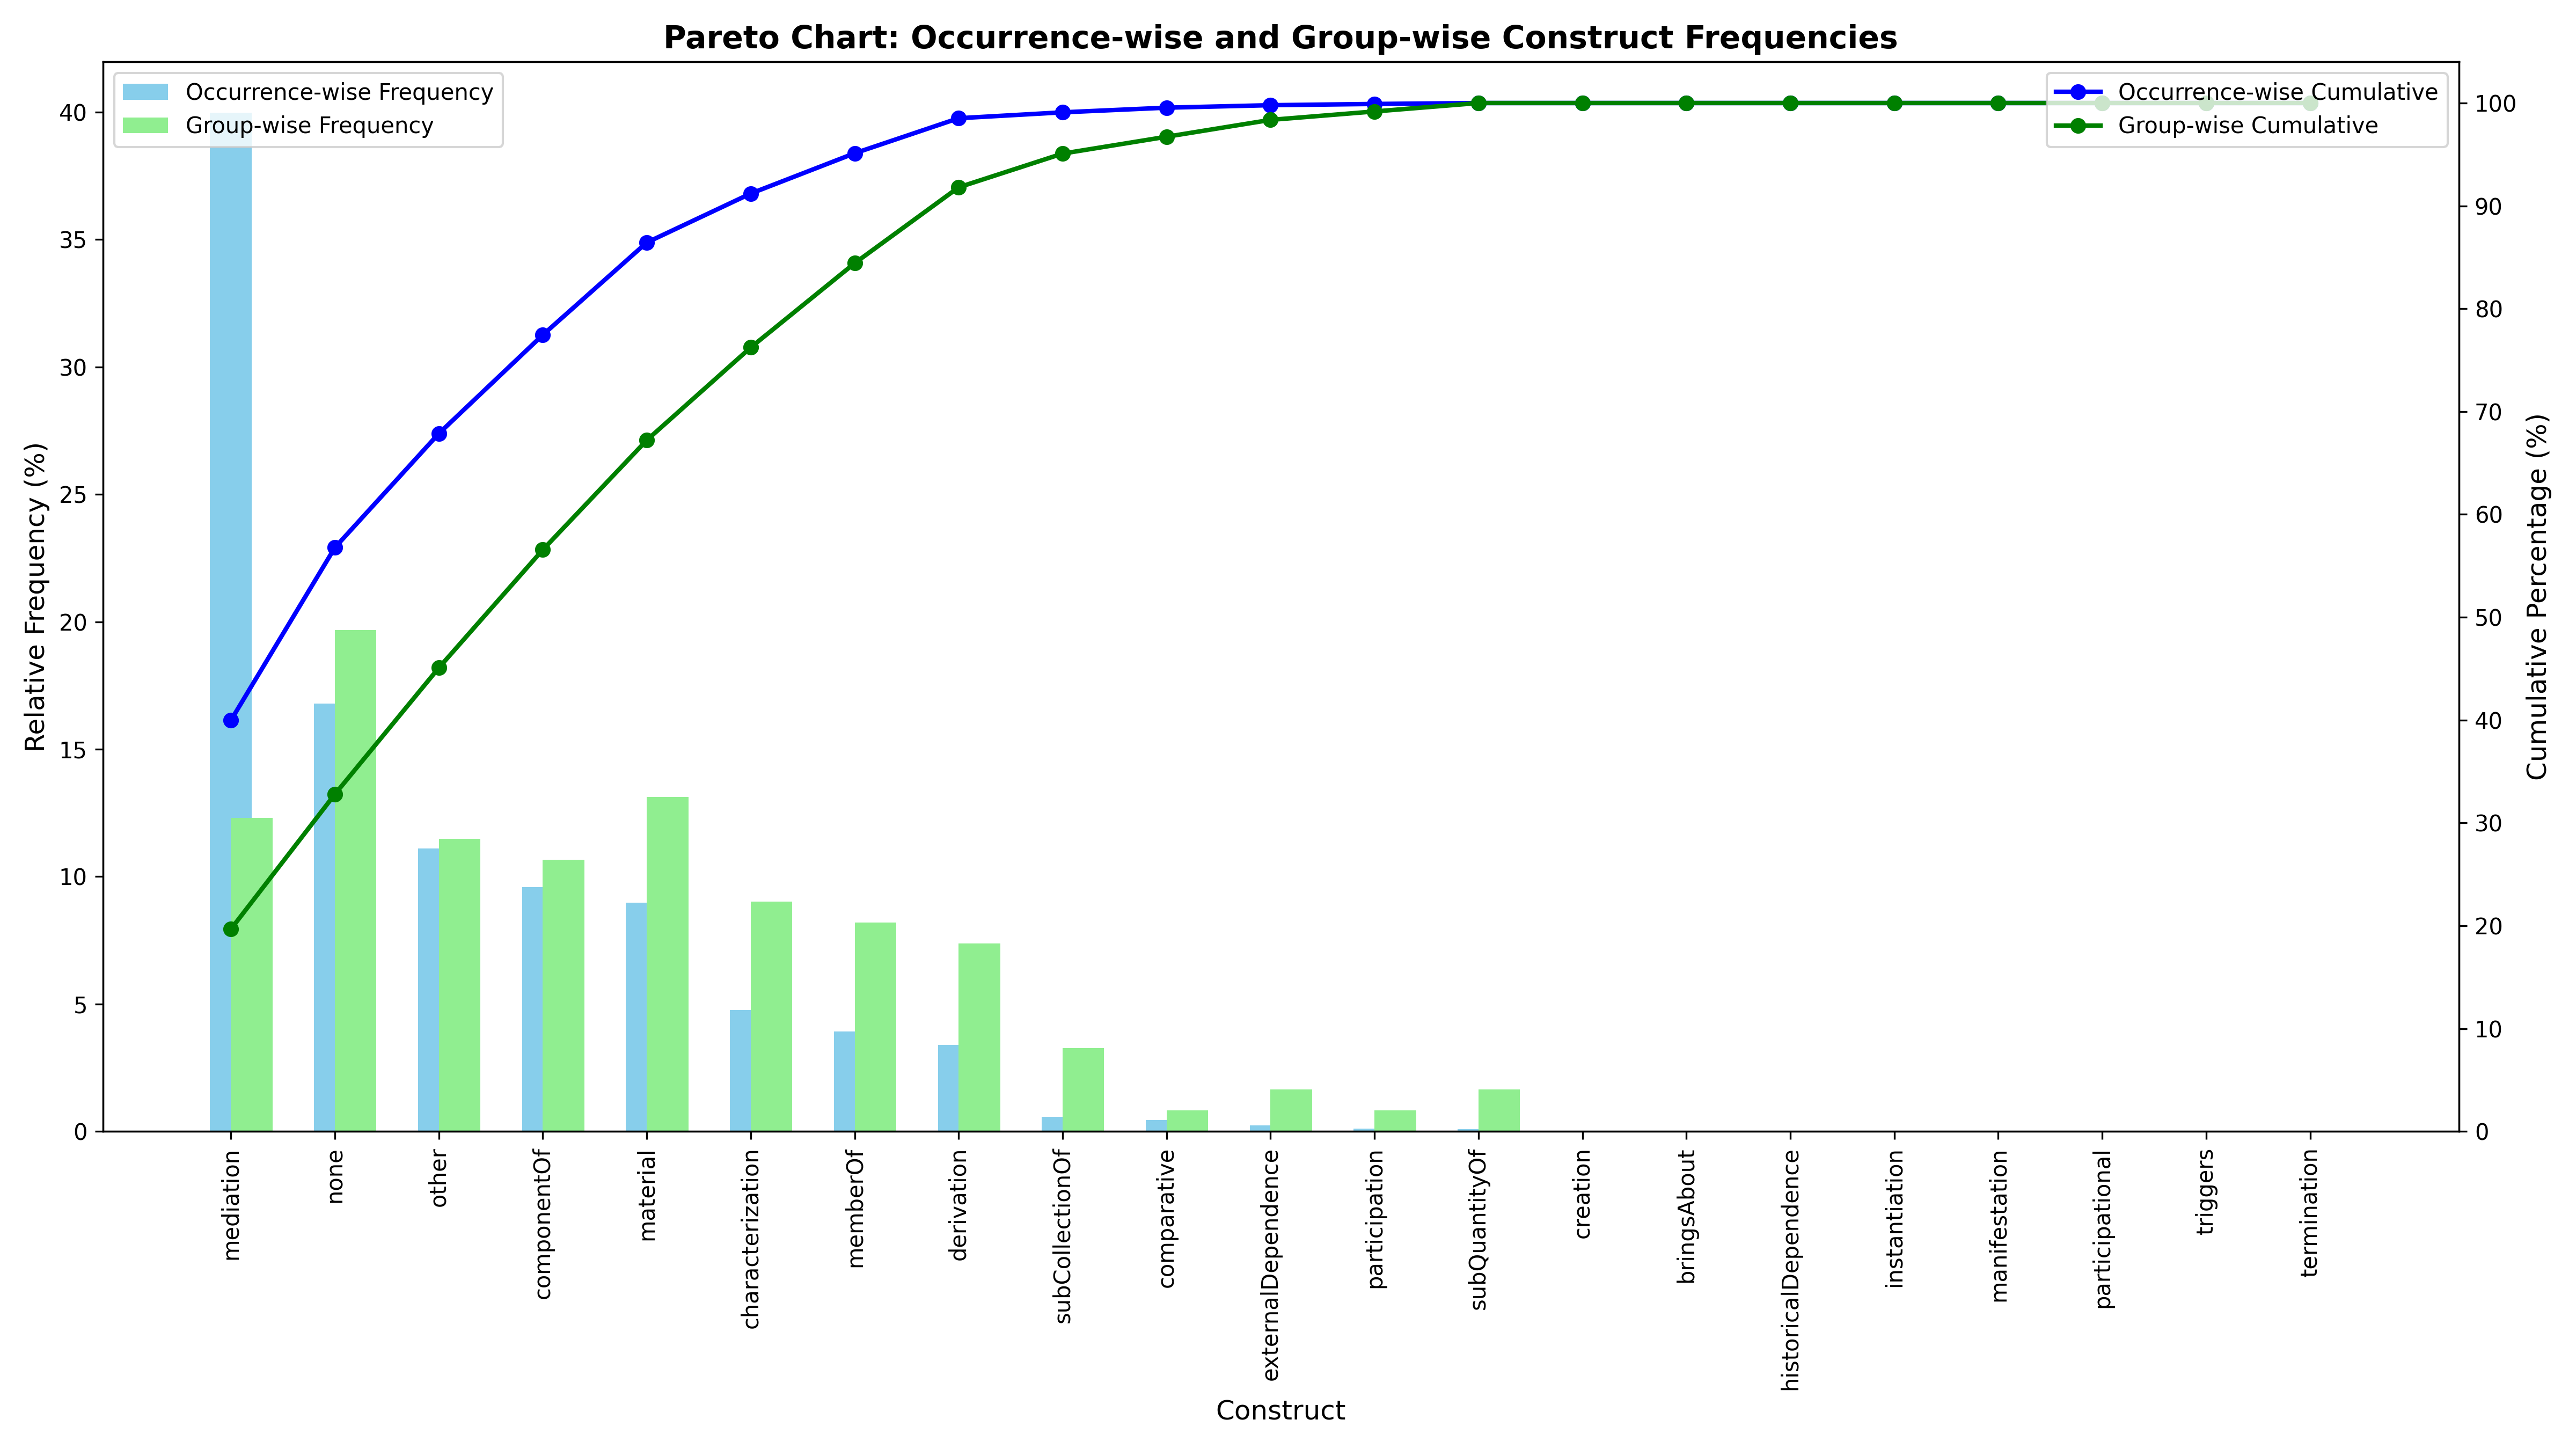 Pareto Chart: Occurrence-wise and Group-wise Construct Frequencies
Occurrence-wise Frequency
Group-wise Frequency
Occurrence-wise Cumulative
Group-wise Cumulative
Relative Frequency (%)
40
35
30
25
20
15
10
5
0
100
90
80
70
60
50
40
30
20
10
0
Cumulative Percentage (%)
mediation
none
other
componentOf
material
characterization
memberOf
derivation
subCollectionOf
comparative
externalDependence
participation
subQuantityOf
creation
bringsAbout
historicalDependence
instantiation
manifestation
participational
triggers
termination
Construct